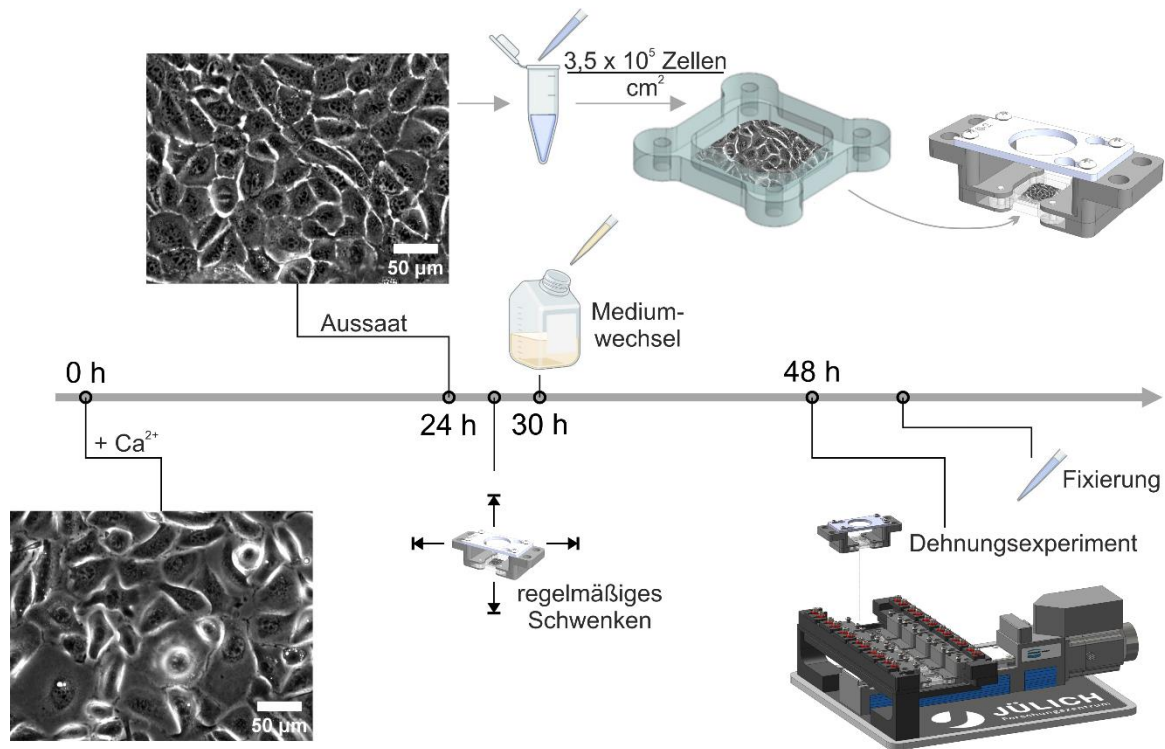 3,5 x 10⁵ Zellen
cm²
50 µm
Aussaat
Medium-
wechsel
0 h
24 h
30 h
48 h
+ Ca²⁺
50 µm
regelmäßiges
Schwenken
Fixierung
Dehnungsexperiment
JÜLICH
Forschungszentrum